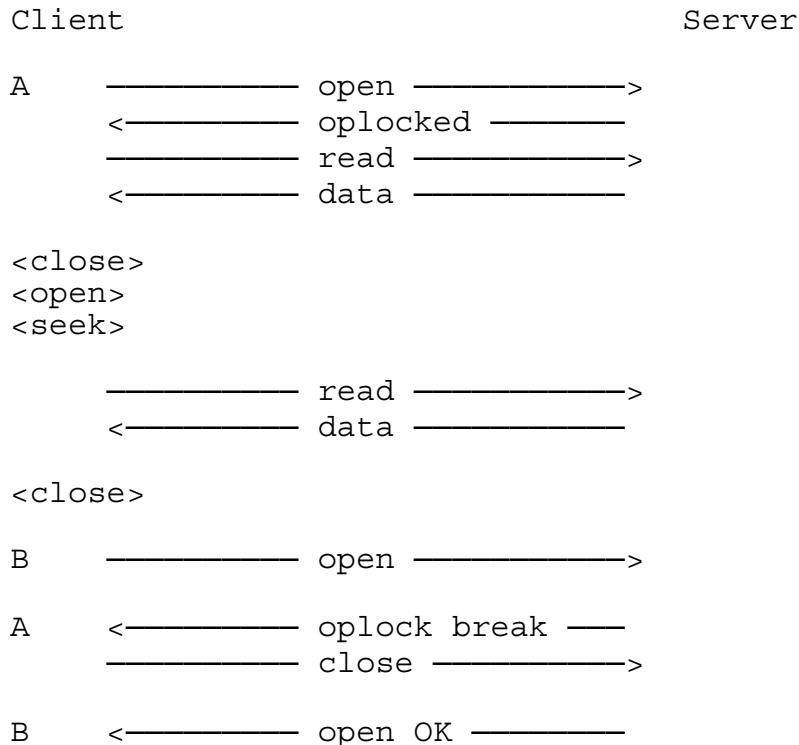 Client Server
A ————— open —————>
<————— oplocked —————
————— read —————>
<————— data —————
<close>
<open>
<seek>
————— read —————>
<————— data —————
<close>
B ————— open —————>
A <————— oplock break ———
————— close —————>
B <————— open OK —————